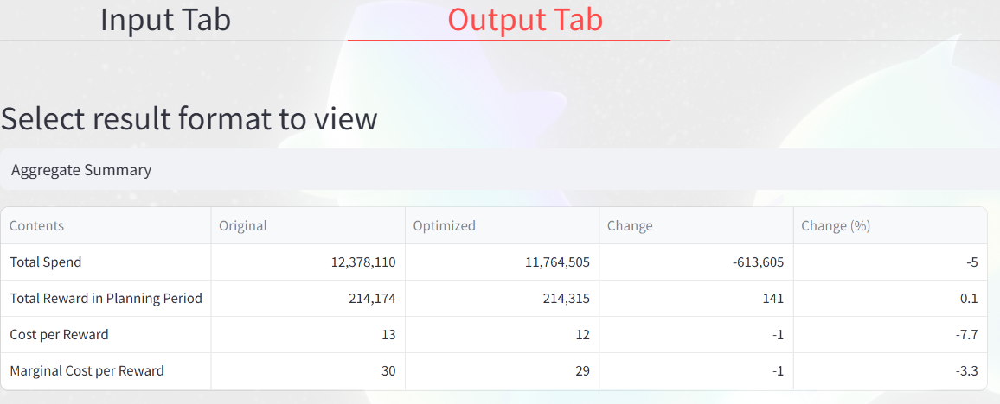 Input Tab Output Tab
Select result format to view
Aggregate Summary
Contents Original Optimized Change Change (%)
Total Spend 12,378,110 11,764,505 -613,605 -5
Total Reward in Planning Period 214,174 214,315 141 0.1
Cost per Reward 13 12 -1 -7.7
Marginal Cost per Reward 30 29 -1 -3.3